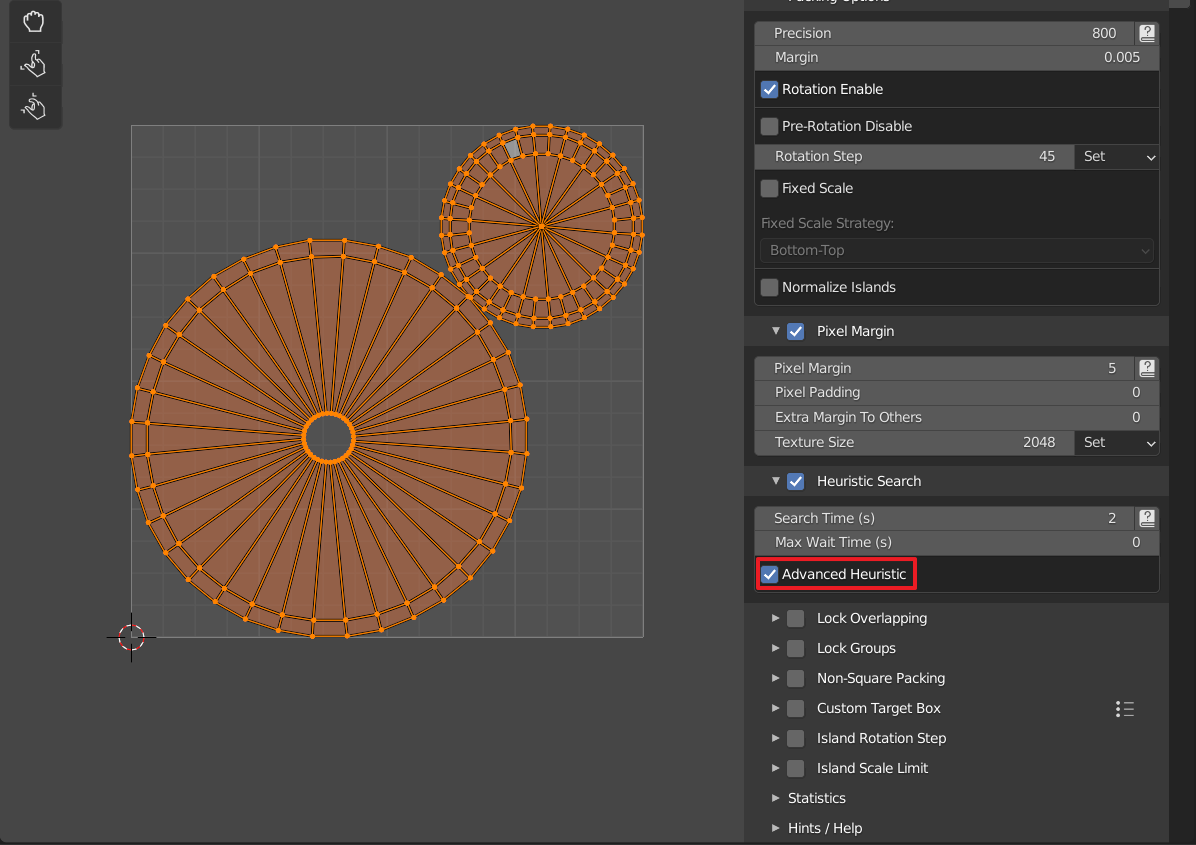 Packing Options
Precision 800
Margin 0.005
Rotation Enable
Pre-Rotation Disable
Rotation Step 45 Set
Fixed Scale
Fixed Scale Strategy:
Bottom-Top
Normalize Islands
Pixel Margin
Pixel Margin 5
Pixel Padding 0
Extra Margin To Others 0
Texture Size 2048 Set
Heuristic Search
Search Time (s) 2
Max Wait Time (s) 0
Advanced Heuristic
Lock Overlapping
Lock Groups
Non-Square Packing
Custom Target Box
Island Rotation Step
Island Scale Limit
Statistics
Hints / Help